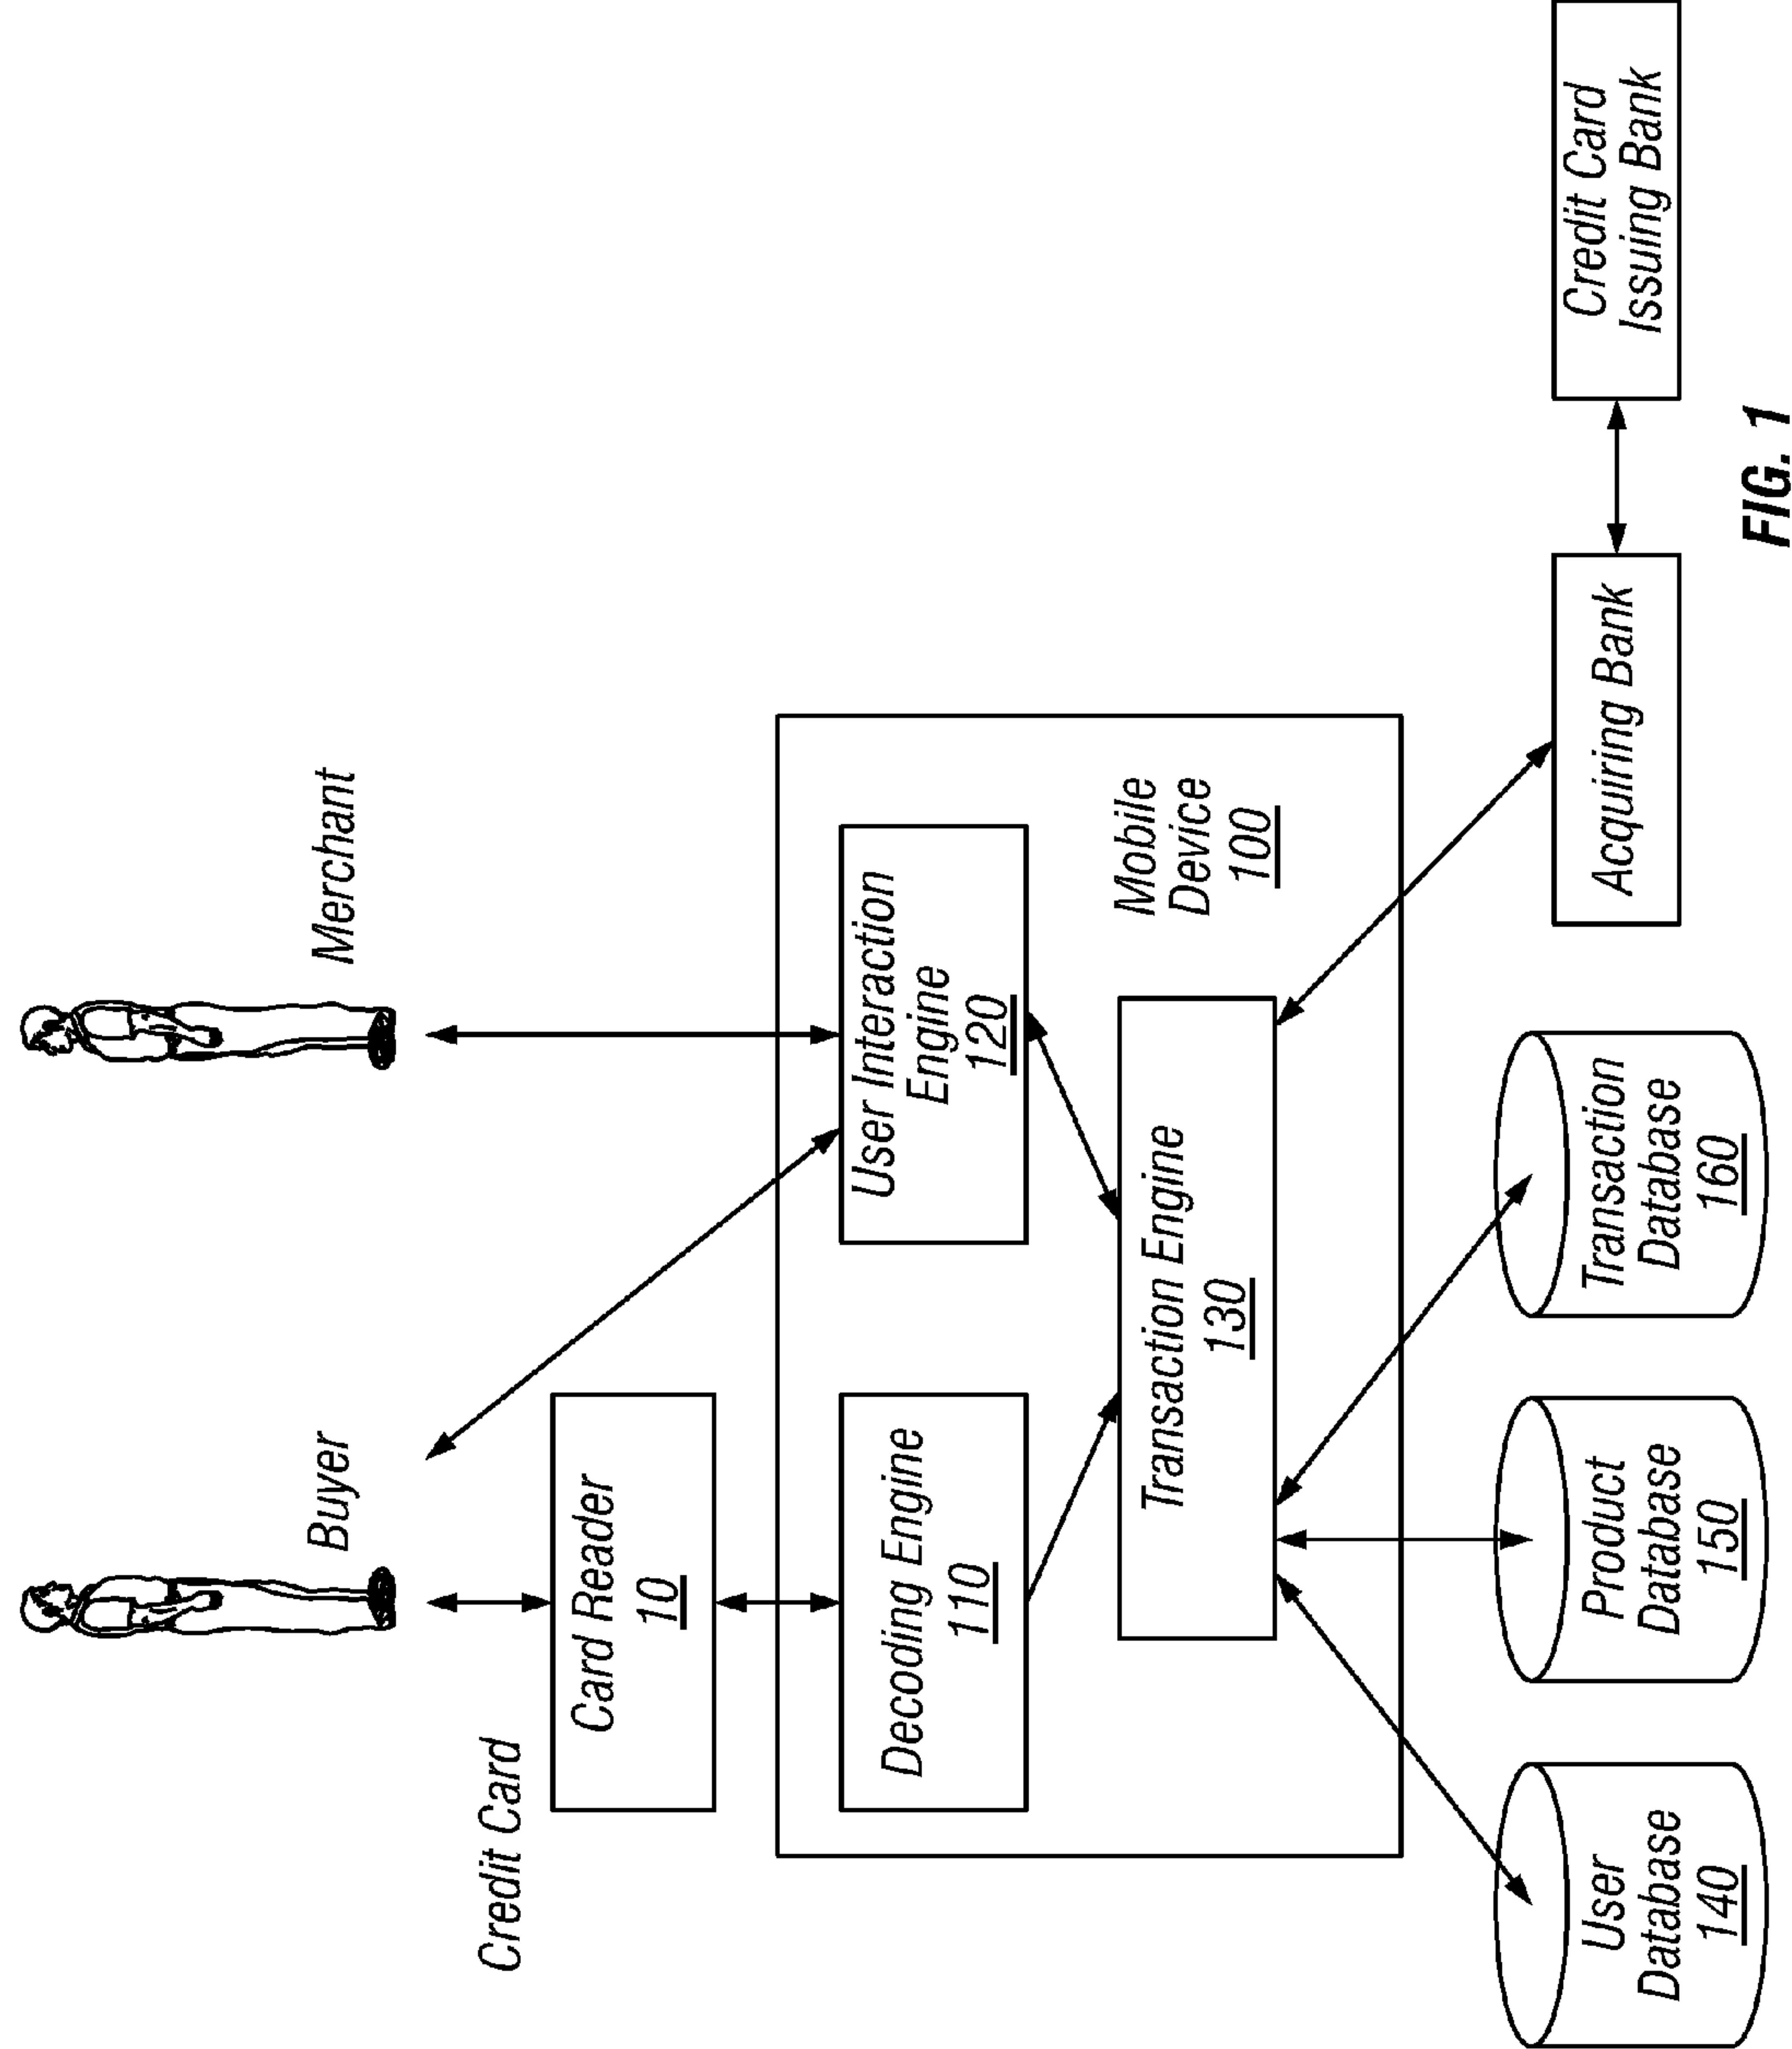 Buyer
Merchant
Credit Card
Card Reader
10
Decoding Engine
110
User Interaction
Engine
120
Mobile
Device
100
Transaction Engine
130
User
Database
140
Product
Database
150
Transaction
Database
160
Acquiring Bank
Credit Card
Issuing Bank
FIG. 1